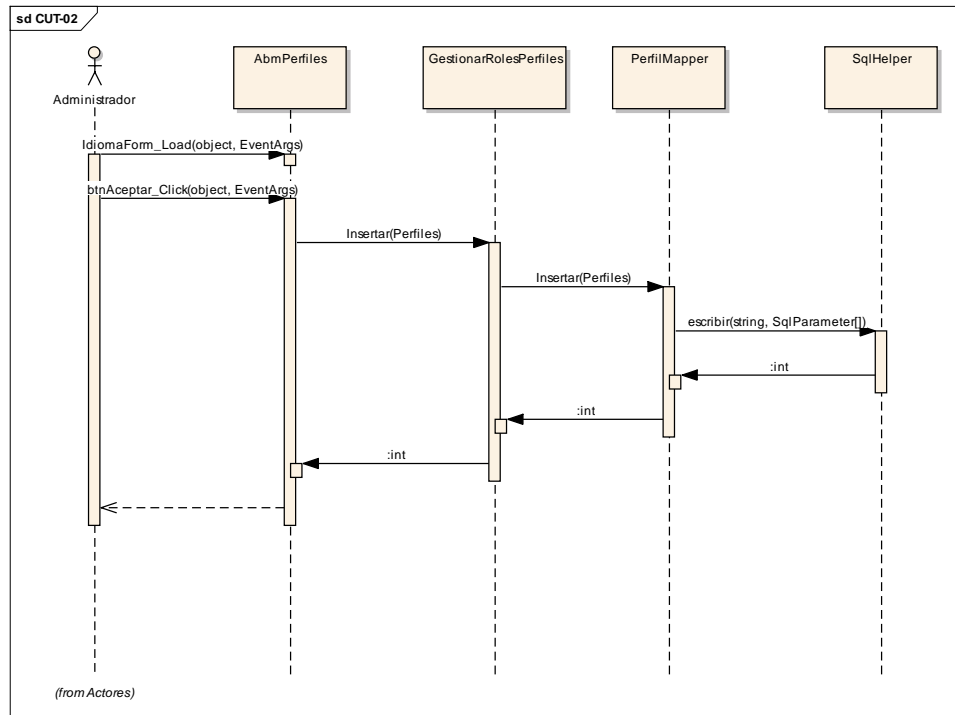 sd CUT-02
AbmPerfiles
GestionarRolesPerfiles
PerfilMapper
SqlHelper
Administrador
IdiomaForm_Load(object, EventArgs)
btnAceptar_Click(object, EventArgs)
Insertar(Perfiles)
Insertar(Perfiles)
escribir(string, SqlParameter[])
:int
:int
:int
(from Actores)